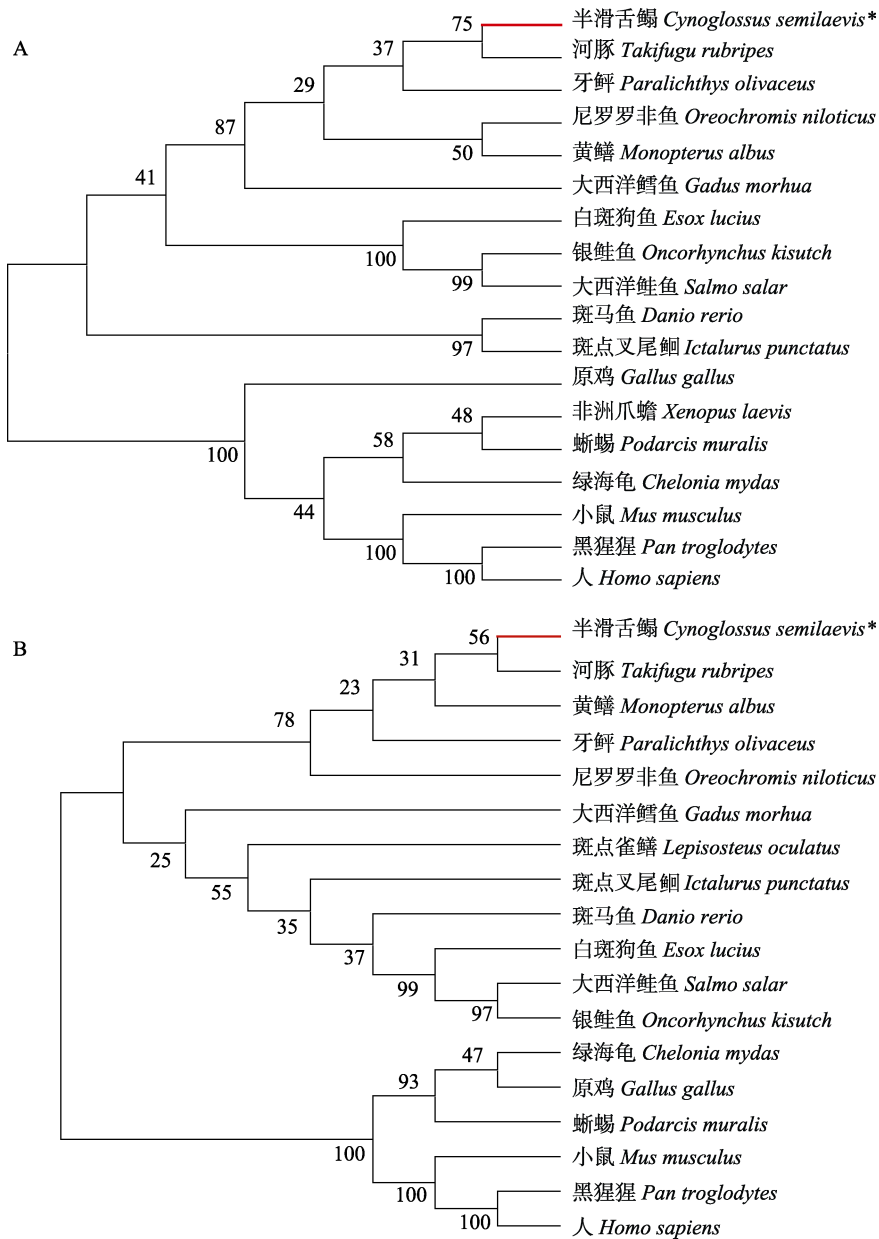 A
75
半滑舌鳎 Cynoglossus semilaevis*
37
河豚 Takifugu rubripes
29
牙鲆 Paralichthys olivaceus
87
尼罗罗非鱼 Oreochromis niloticus
50
黄鳝 Monopterus albus
41
大西洋鳕鱼 Gadus morhua
白斑狗鱼 Esox lucius
100
银鲑鱼 Oncorhynchus kisutch
99
大西洋鲑鱼 Salmo salar
斑马鱼 Danio rerio
97
斑点叉尾鮰 Ictalurus punctatus
原鸡 Gallus gallus
100
48
非洲爪蟾 Xenopus laevis
58
蜥蜴 Podarcis muralis
绿海龟 Chelonia mydas
44
小鼠 Mus musculus
100
黑猩猩 Pan troglodytes
100
人 Homo sapiens
B
56
半滑舌鳎 Cynoglossus semilaevis*
31
河豚 Takifugu rubripes
23
黄鳝 Monopterus albus
78
牙鲆 Paralichthys olivaceus
尼罗罗非鱼 Oreochromis niloticus
大西洋鳕鱼 Gadus morhua
25
斑点雀鳝 Lepisosteus oculatus
55
斑点叉尾鮰 Ictalurus punctatus
35
斑马鱼 Danio rerio
37
白斑狗鱼 Esox lucius
99
大西洋鲑鱼 Salmo salar
97
银鲑鱼 Oncorhynchus kisutch
47
绿海龟 Chelonia mydas
93
原鸡 Gallus gallus
蜥蜴 Podarcis muralis
100
小鼠 Mus musculus
100
黑猩猩 Pan troglodytes
100
人 Homo sapiens